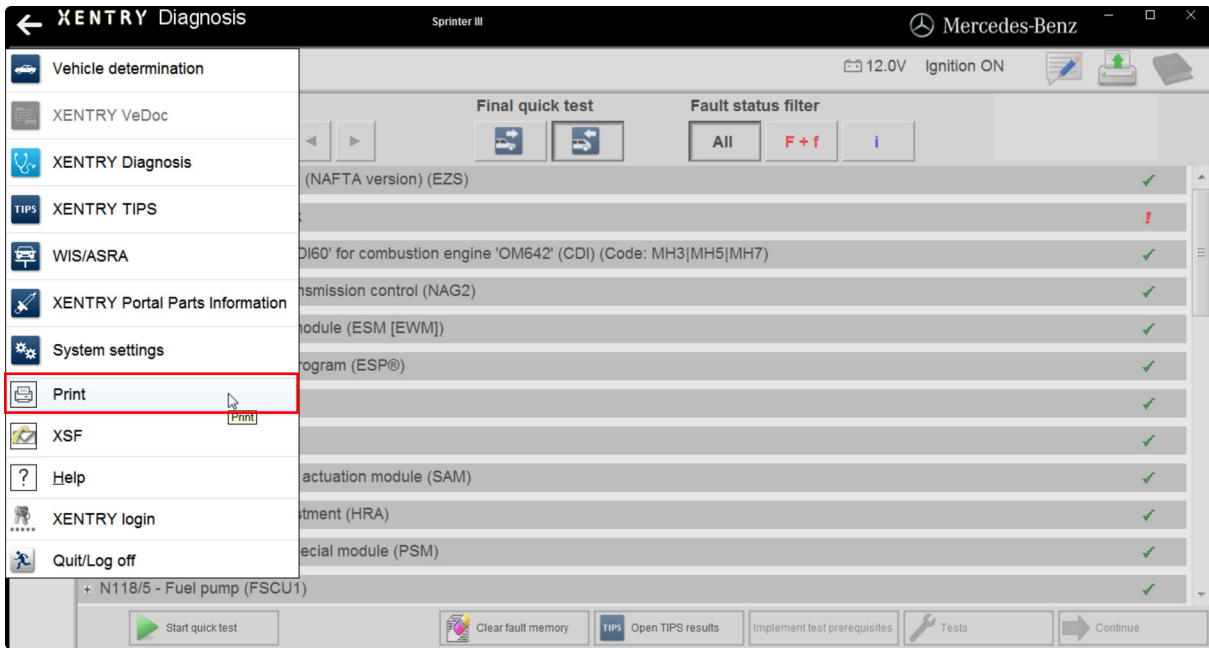 XENTRY Diagnosis
Sprinter III
Mercedes-Benz
Vehicle determination
12.0V Ignition ON
XENTRY VeDoc
Final quick test
Fault status filter
All
F + f
i
XENTRY Diagnosis
(NAFTA version) (EZS)
TIPS XENTRY TIPS
!
WIS/ASRA
DI60' for combustion engine 'OM642' (CDI) (Code: MH3|MH5|MH7)
XENTRY Portal Parts Information
nsmission control (NAG2)
module (ESM [EWM])
System settings
rogram (ESP®)
Print
Print
XSF
? Help
actuation module (SAM)
XENTRY login
stment (HRA)
Quit/Log off
ecial module (PSM)
+ N118/5 - Fuel pump (FSCU1)
Start quick test
Clear fault memory
TIPS Open TIPS results
Implement test prerequisites
Tests
Continue